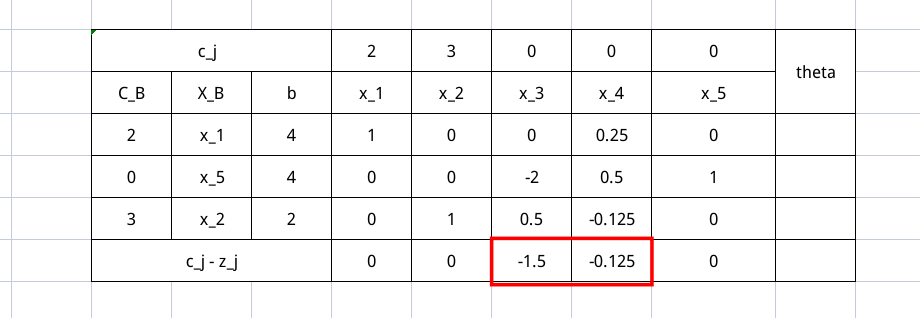 c_j 2 3 0 0 0 theta
C_B X_B b x_1 x_2 x_3 x_4 x_5
2 x_1 4 1 0 0 0.25 0
0 x_5 4 0 0 -2 0.5 1
3 x_2 2 0 1 0.5 -0.125 0
c_j - z_j 0 0 -1.5 -0.125 0